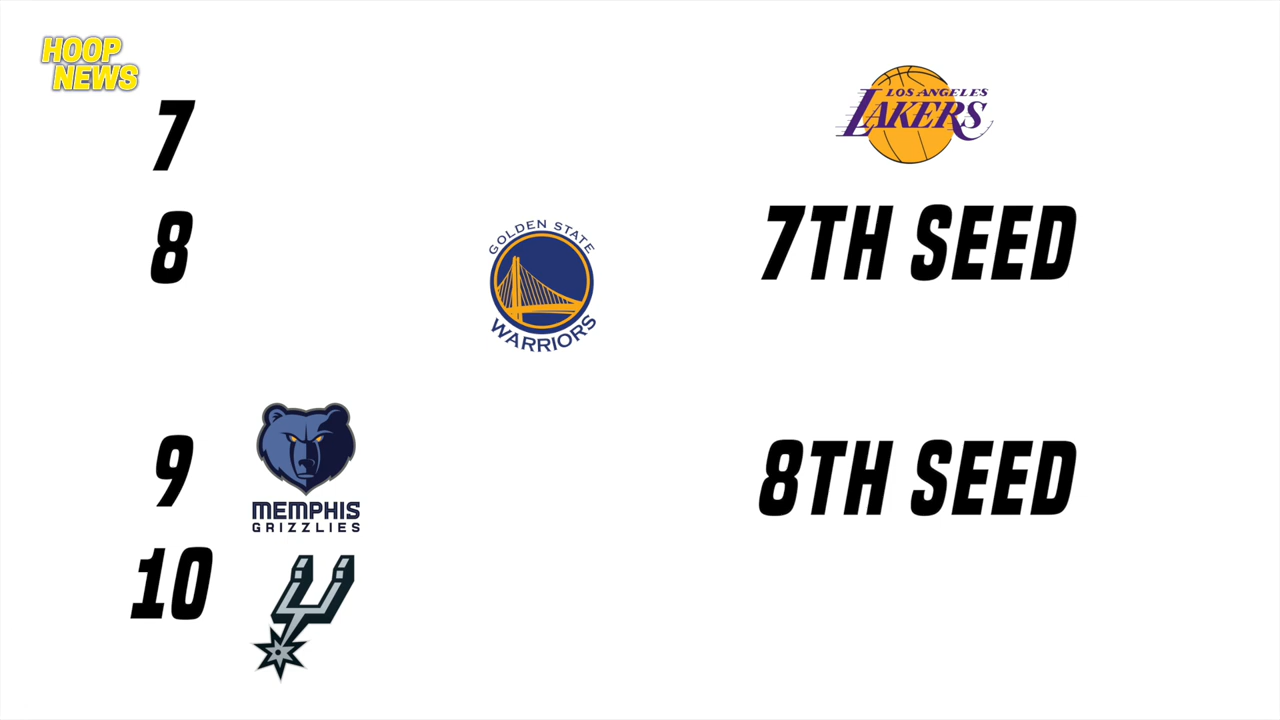 HOOP
NEWS
7
LOS ANGELES
LAKERS
8
7TH SEED
GOLDEN STATE
WARRIORS
9
8TH SEED
MEMPHIS
GRIZZLIES
10